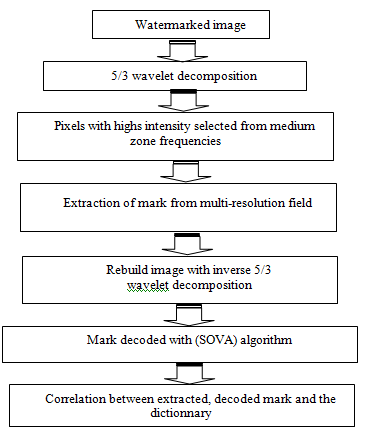 Watermarked image
5/3 wavelet decomposition
Pixels with highs intensity selected from medium
zone frequencies
Extraction of mark from multi-resolution field
Rebuild image with inverse 5/3
wavelet decomposition
Mark decoded with (SOVA) algorithm
Correlation between extracted, decoded mark and the
dictionnary